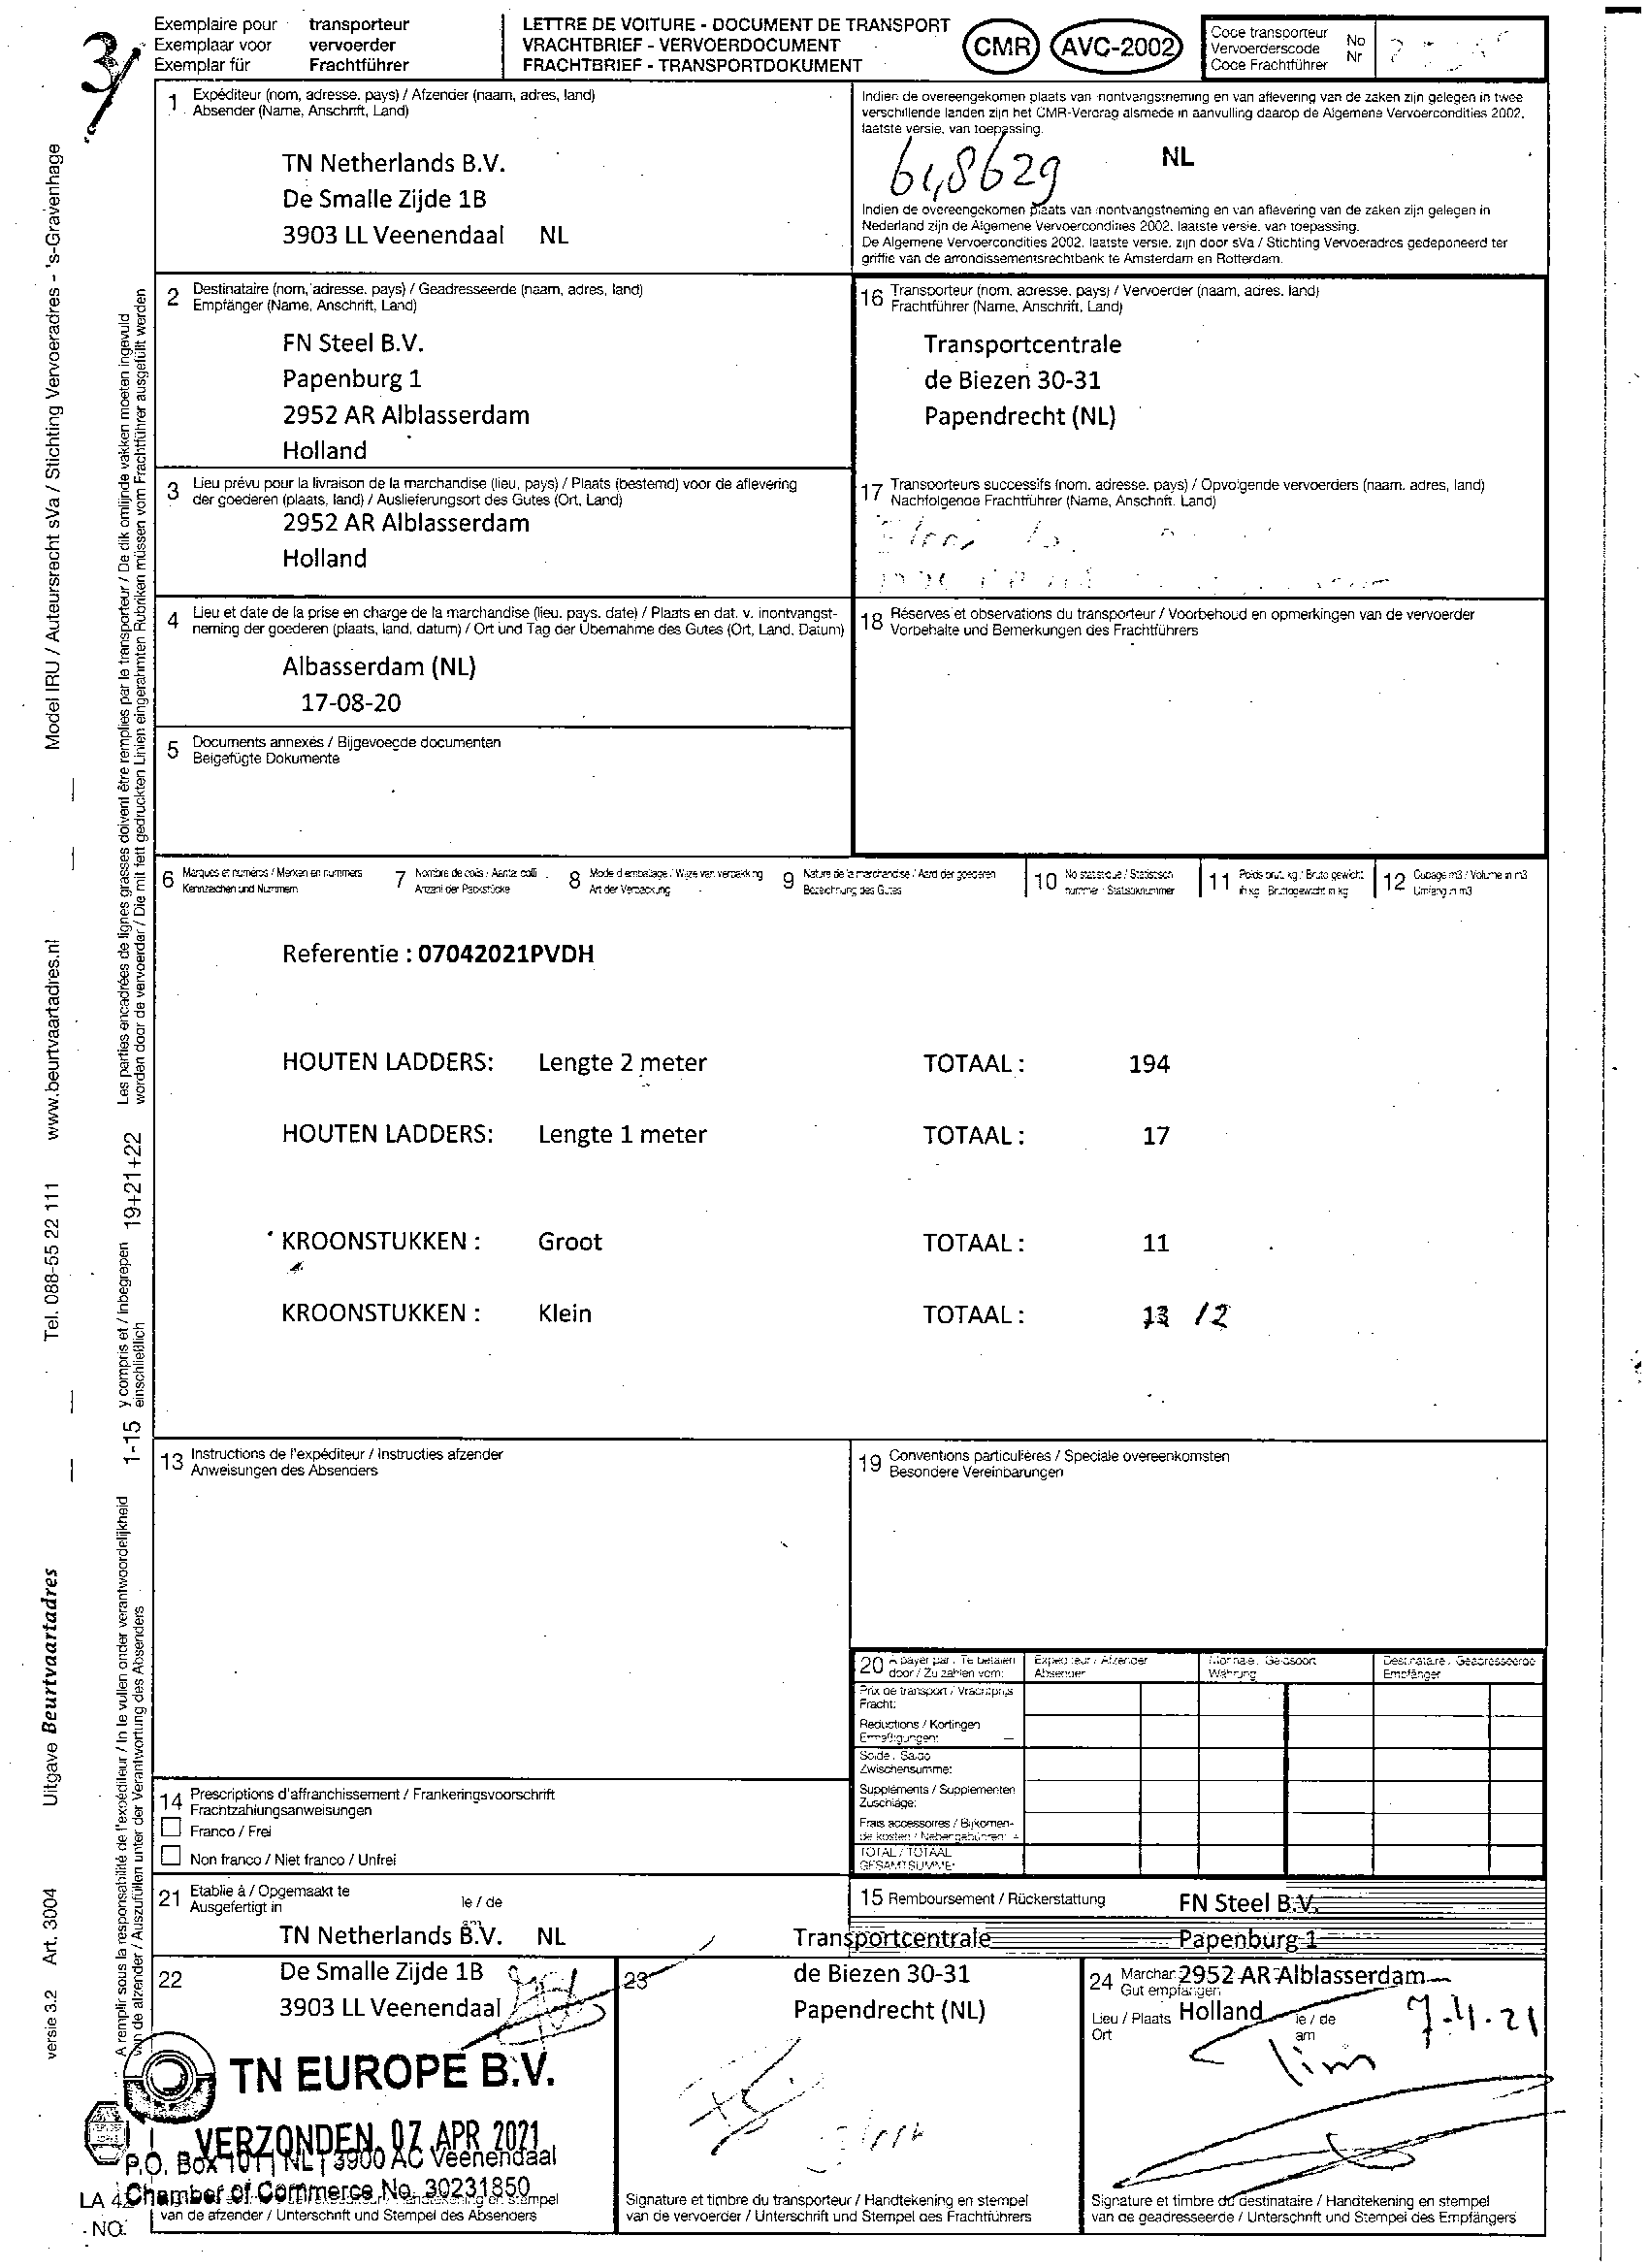 Exemplaire pour transporteur
Exemplaar voor vervoerder
Exemplar für Frachtführer
LETTRE DE VOITURE - DOCUMENT DE TRANSPORT
VRACHTBRIEF - VERVOERDOCUMENT
FRACHTBRIEF - TRANSPORTDOKUMENT
CMR AVC-2002
Code transporteur
Vervoerderscode
Code Frachtführer
No
Nr
1 Expéditeur (nom, adresse, pays) / Afzender (naam, adres, land)
Absender (Name, Anschrift, Land)
TN Netherlands B.V.
De Smalle Zijde 1B
3903 LL Veenendaal NL
Indien de overeengekomen plaats van inontvangstneming en van aflevering van de zaken zijn gelegen in twee
verschillende landen zijn het CMR-Verdrag alsmede in aanvulling daarop de Algemene Vervoercondities 2002,
laatste versie, van toepassing.
NL
Indien de overeengekomen plaats van inontvangstneming en van aflevering van de zaken zijn gelegen in
Nederland zijn de Algemene Vervoercondities 2002, laatste versie, van toepassing.
De Algemene Vervoercondities 2002, laatste versie, zijn door sVa / Stichting Vervoeradres gedeponeerd ter
griffie van de arrondissementsrechtbank te Amsterdam en Rotterdam.
2 Destinataire (nom, adresse, pays) / Geadresseerde (naam, adres, land)
Empfänger (Name, Anschrift, Land)
FN Steel B.V.
Papenburg 1
2952 AR Alblasserdam
Holland
16 Transporteur (nom, adresse, pays) / Vervoerder (naam, adres, land)
Frachtführer (Name, Anschrift, Land)
Transportcentrale
de Biezen 30-31
Papendrecht (NL)
3 Lieu prévu pour la livraison de la marchandise (lieu, pays) / Plaats (bestemd) voor de aflevering
der goederen (plaats, land) / Auslieferungsort des Gutes (Ort, Land)
2952 AR Alblasserdam
Holland
17 Transporteurs successifs (nom, adresse, pays) / Opvolgende vervoerders (naam, adres, land)
Nachfolgende Frachtführer (Name, Anschrift, Land)
4 Lieu et date de la prise en charge de la marchandise (lieu, pays, date) / Plaats en dat. v. inontvangst-
neming der goederen (plaats, land, datum) / Ort und Tag der Übernahme des Gutes (Ort, Land, Datum)
Albasserdam (NL)
17-08-20
18 Réserves et observations du transporteur / Voorbehoud en opmerkingen van de vervoerder
Vorbehalte und Bemerkungen des Frachtführers
5 Documents annexés / Bijgevoegde documenten
Beigefügte Dokumente
6 Marques et numéros / Merken en nummers
Kennzeichen und Nummern
7 Nombre de colis / Aantal colli
Anzahl der Packstücke
8 Mode d'emballage / Wijze van verpakking
Art der Verpackung
9 Nature de la marchandise / Aard der goederen
Bezeichnung des Gutes
10 No statistique / Statistisch
nummer / Statistiknummer
11 Poids brut, kg / Bruto gewicht
in kg Bruttogewicht in kg
12 Cubage m3 / Volume in m3
Umfang in m3
Referentie : 07042021PVDH
HOUTEN LADDERS: Lengte 2 meter TOTAAL : 194
HOUTEN LADDERS: Lengte 1 meter TOTAAL : 17
KROONSTUKKEN : Groot TOTAAL : 11
KROONSTUKKEN : Klein TOTAAL : 13 12
13 Instructions de l'expéditeur / Instructies afzender
Anweisungen des Absenders
19 Conventions particulières / Speciale overeenkomsten
Besondere Vereinbarungen
20 A payer par / Te betalen
door / Zu zahlen vom:
Expéditeur / Afzender
Absender
Monnaie / Geldsoort
Währung
Destinataire / Geadresseerde
Empfänger
Prix de transport / Vrachtprijs
Fracht:
Reductions / Kortingen
Ermäßigungen: —
Solde / Saldo
Zwischensumme:
Suppléments / Supplementen
Zuschläge:
Frais accessoires / Bijkomen-
de kosten / Nebengebühren: +
TOTAL / TOTAAL
GESAMTSUMME:
14 Prescriptions d'affranchissement / Frankeringsvoorschrift
Frachtzahlungsanweisungen
Franco / Frei
Non franco / Niet franco / Unfrei
21 Etablie à / Opgemaakt te le / de
Ausgefertigt in am
TN Netherlands B.V. NL
15 Remboursement / Rückerstattung
FN Steel B.V.
Transportcentrale
Papenburg 1
22 De Smalle Zijde 1B
3903 LL Veenendaal
23 de Biezen 30-31
Papendrecht (NL)
24 Marchan 2952 AR Alblasserdam
Gut empfangen
Lieu / Plaats Holland le / de
Ort am
7-4-21
Tim
TN EUROPE B.V.
VERZONDEN 07 APR 2021
P.O. Box 1011 | NL | 3900 AC Veenendaal
Chamber of Commerce No. 30231850
van de afzender / Unterschrift und Stempel des Absenders
Signature et timbre du transporteur / Handtekening en stempel
van de vervoerder / Unterschrift und Stempel des Frachtführers
Signature et timbre du destinataire / Handtekening en stempel
van de geadresseerde / Unterschrift und Stempel des Empfängers
Model IRU / Auteursrecht sVa / Stichting Vervoeradres - 's-Gravenhage
www.beurtvaartadres.nl
Tel. 088-55 22 111
Uitgave Beurtvaartadres
Art. 3004
versie 3.2
Les parties encadrées de lignes grasses doivent être remplies par le transporteur / De dik omlijnde vakken moeten ingevuld
worden door de vervoerder / Die mit fett gedruckten Linien eingerahmten Rubriken müssen vom Frachtführer ausgefüllt werden
19+21+22
y compris et / inbegrepen
einschließlich
1-15
A remplir sous la responsabilité de l'expéditeur / In te vullen onder verantwoordelijkheid
van de afzender / Auszufüllen unter der Verantwortung des Absenders